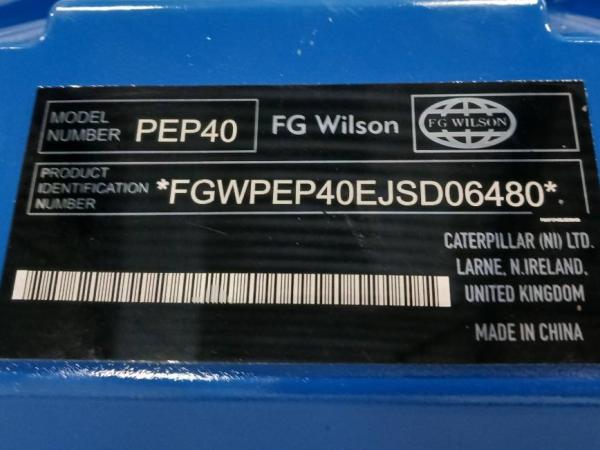 MODEL
NUMBER
PEP40
FG Wilson
FG WILSON
PRODUCT
IDENTIFICATION
NUMBER
*FGWPEP40EJSD06480*
CATERPILLAR (NI) LTD.
LARNE, N.IRELAND,
UNITED KINGDOM
MADE IN CHINA